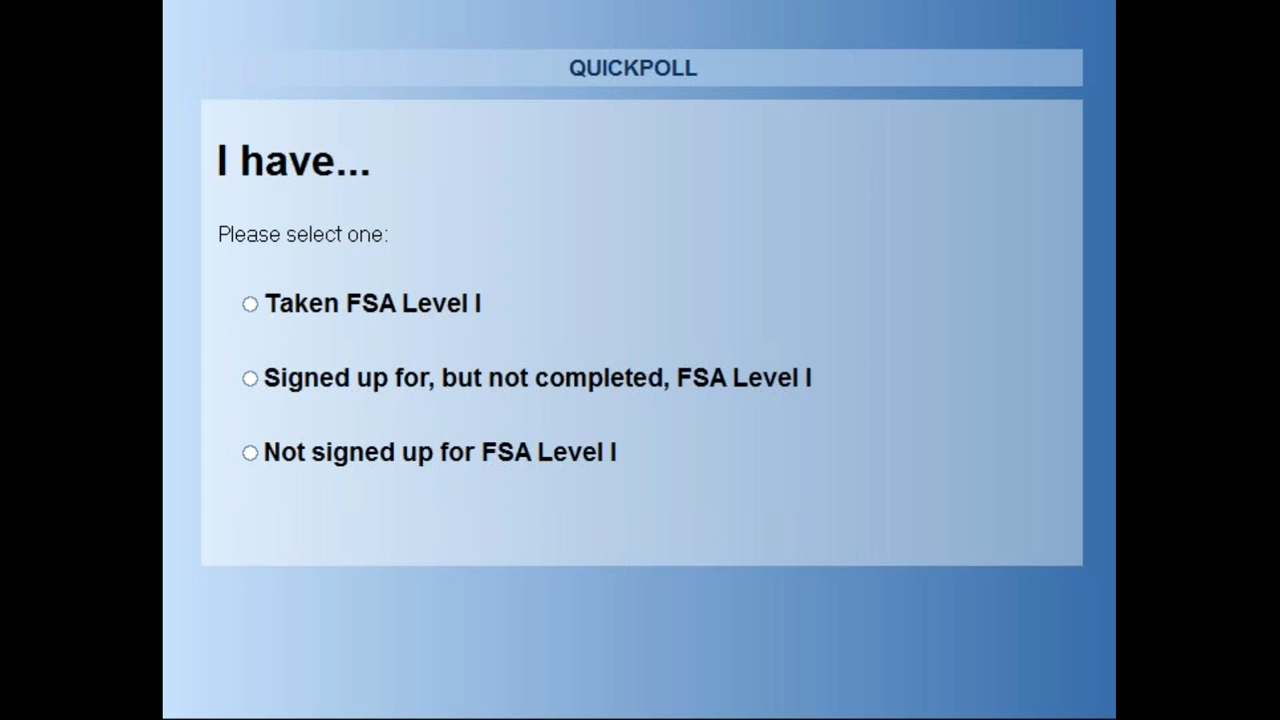 QUICKPOLL
I have...
Please select one:
Taken FSA Level I
Signed up for, but not completed, FSA Level I
Not signed up for FSA Level I